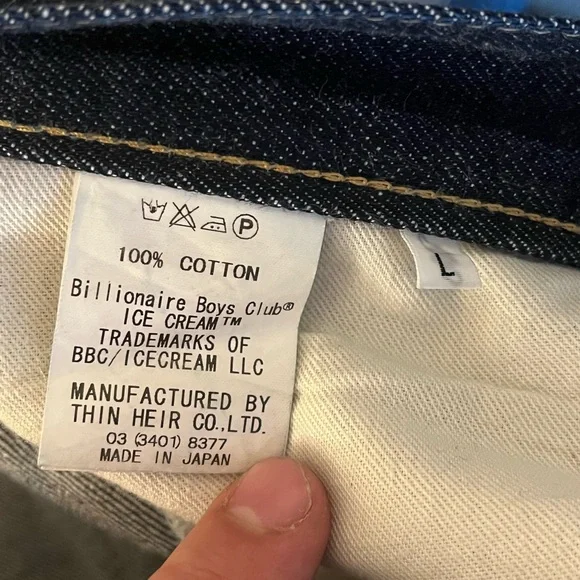 P
100% COTTON
Billionaire Boys Club®
ICE CREAM™
TRADEMARKS OF
BBC/ICECREAM LLC
MANUFACTURED BY
THIN HEIR CO.,LTD.
03 (3401) 8377
MADE IN JAPAN
L